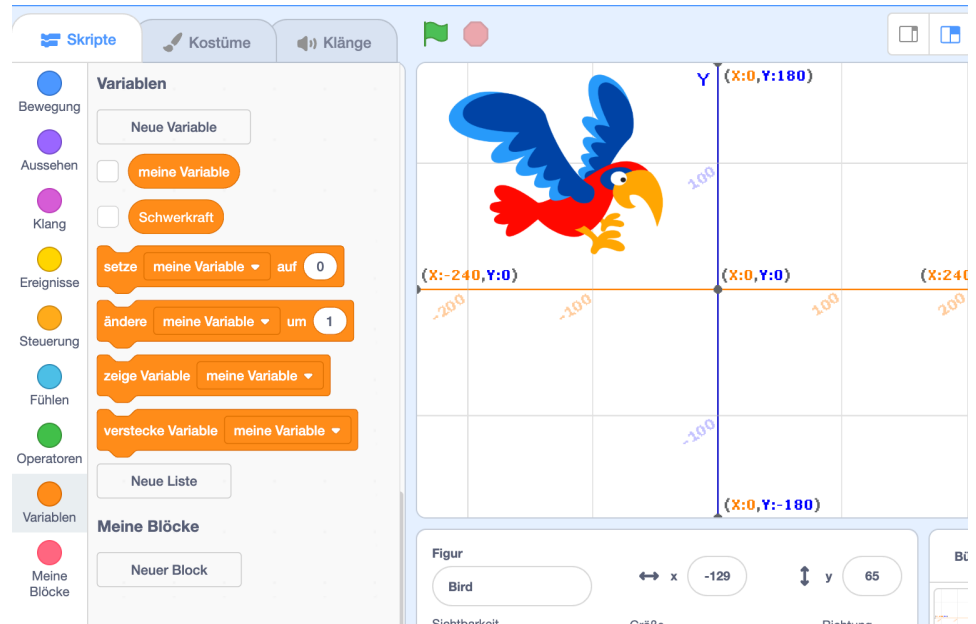 Skripte
Kostüme
Klänge
Bewegung
Aussehen
Klang
Ereignisse
Steuerung
Fühlen
Operatoren
Variablen
Meine
Blöcke
Variablen
Neue Variable
meine Variable
Schwerkraft
setze meine Variable auf 0
ändere meine Variable um 1
zeige Variable meine Variable
verstecke Variable meine Variable
Neue Liste
Meine Blöcke
Neuer Block
Y (X:0,Y:180)
100
(X:-240,Y:0) (X:0,Y:0) (X:240
-200 -100 100 200
-100
(X:0,Y:-180)
Figur
Bird
x -129
y 65
Sichtbarkeit Größe Richtung